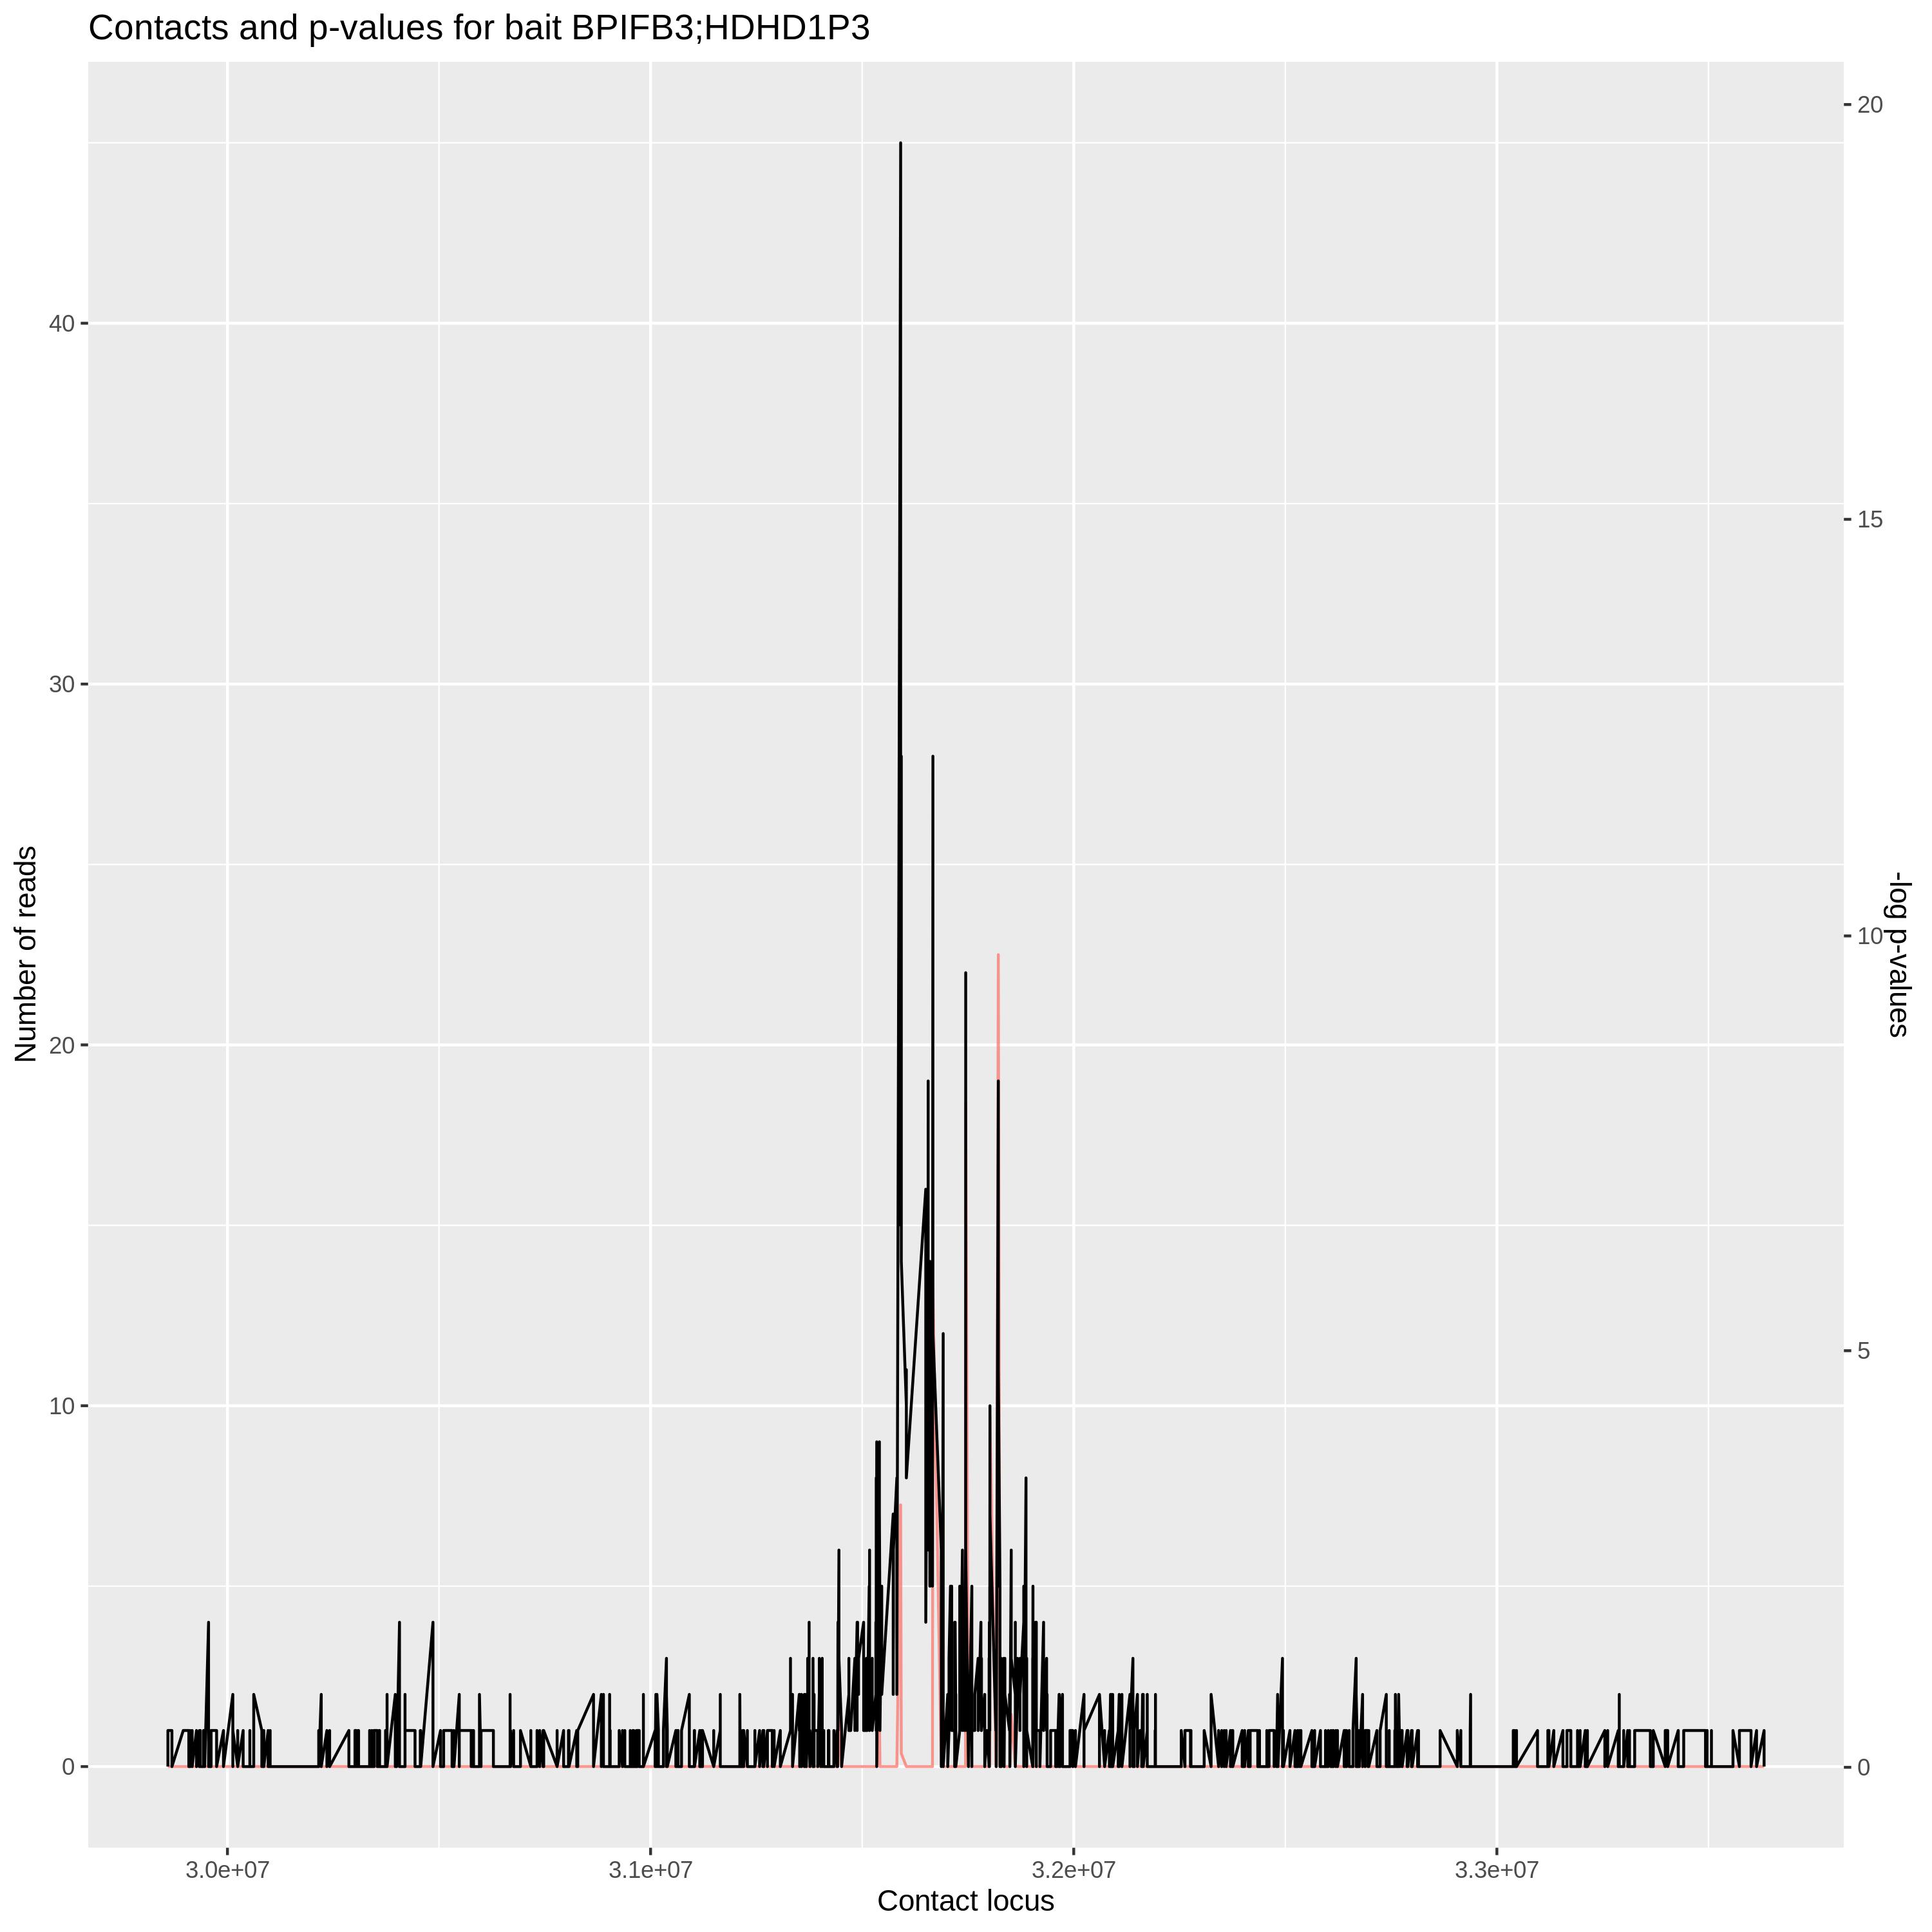 Contacts and p-values for bait BPIFB3;HDHD1P3
Number of reads
40
30
20
10
0
20
15
10
5
0
-log p-values
3.0e+07
3.1e+07
3.2e+07
3.3e+07
Contact locus